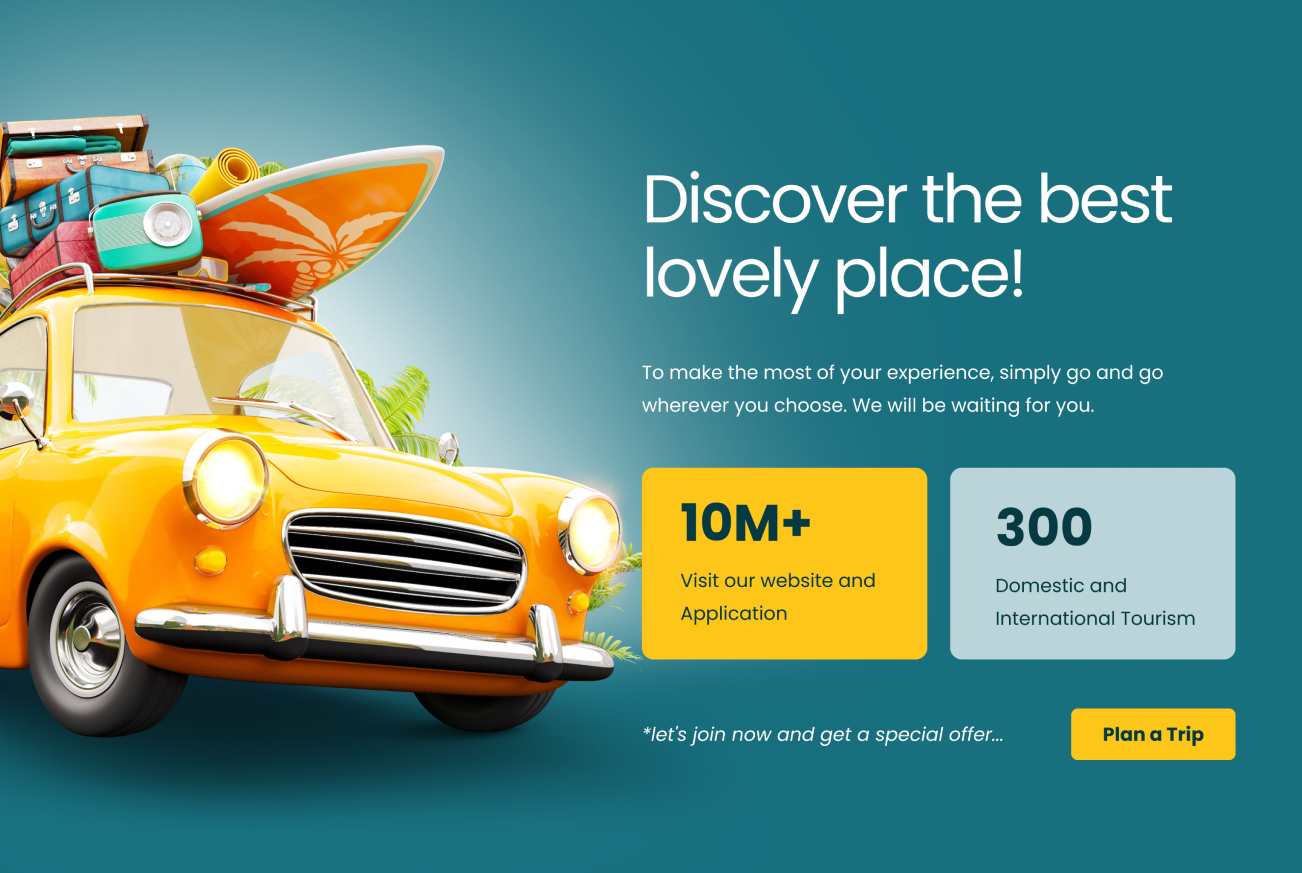 Discover the best
lovely place!
To make the most of your experience, simply go and go
wherever you choose. We will be waiting for you.
10M+
Visit our website and
Application
300
Domestic and
International Tourism
*let's join now and get a special offer...
Plan a Trip